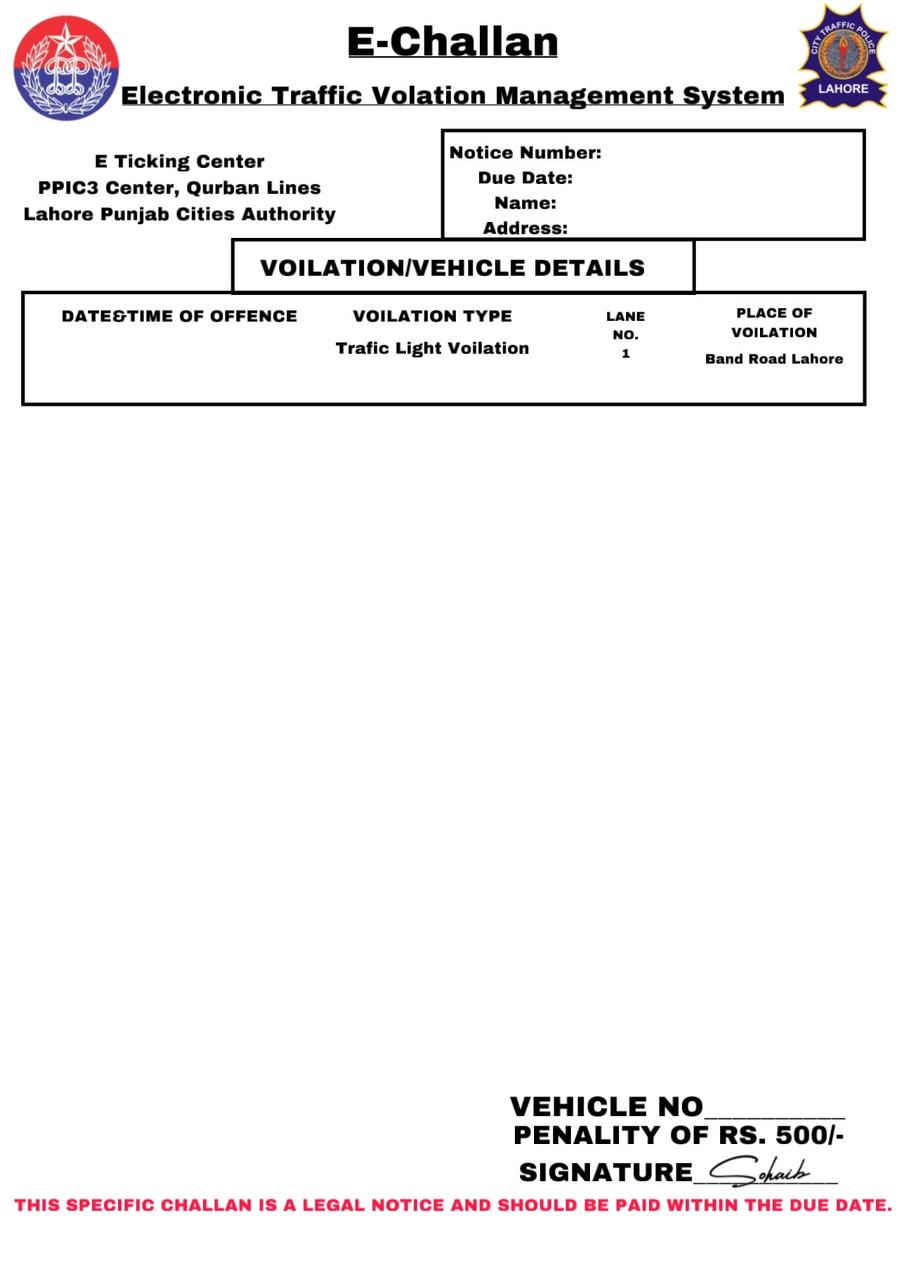 E-Challan
CITY TRAFFIC POLICE
LAHORE
Electronic Traffic Volation Management System
E Ticking Center
PPIC3 Center, Qurban Lines
Lahore Punjab Cities Authority
Notice Number:
Due Date:
Name:
Address:
VOILATION/VEHICLE DETAILS
DATE&TIME OF OFFENCE VOILATION TYPE LANE NO. PLACE OF VOILATION
Trafic Light Voilation 1 Band Road Lahore
VEHICLE NO__________
PENALITY OF RS. 500/-
SIGNATURE Sohaib
THIS SPECIFIC CHALLAN IS A LEGAL NOTICE AND SHOULD BE PAID WITHIN THE DUE DATE.